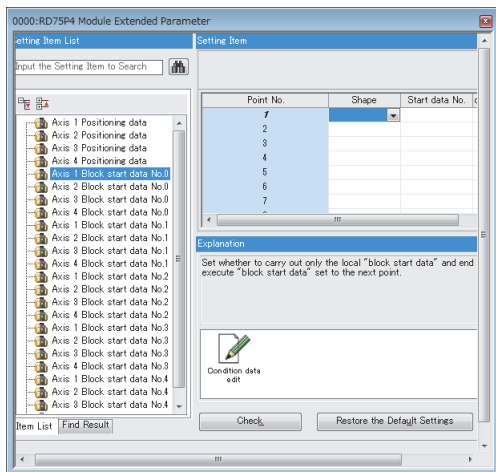 0000:RD75P4 Module Extended Parameter
Setting Item List
Setting Item
Input the Setting Item to Search
Point No. Shape Start data No.
1
2
3
4
5
6
7
Axis 1 Positioning data
Axis 2 Positioning data
Axis 3 Positioning data
Axis 4 Positioning data
Axis 1 Block start data No.0
Axis 2 Block start data No.0
Axis 3 Block start data No.0
Axis 4 Block start data No.0
Axis 1 Block start data No.1
Axis 2 Block start data No.1
Axis 3 Block start data No.1
Axis 4 Block start data No.1
Axis 1 Block start data No.2
Axis 2 Block start data No.2
Axis 3 Block start data No.2
Axis 4 Block start data No.2
Axis 1 Block start data No.3
Axis 2 Block start data No.3
Axis 3 Block start data No.3
Axis 4 Block start data No.3
Axis 1 Block start data No.4
Axis 2 Block start data No.4
Axis 3 Block start data No.4
Item List Find Result
Explanation
Set whether to carry out only the local "block start data" and end
execute "block start data" set to the next point.
Condition data
edit
Check
Restore the Default Settings